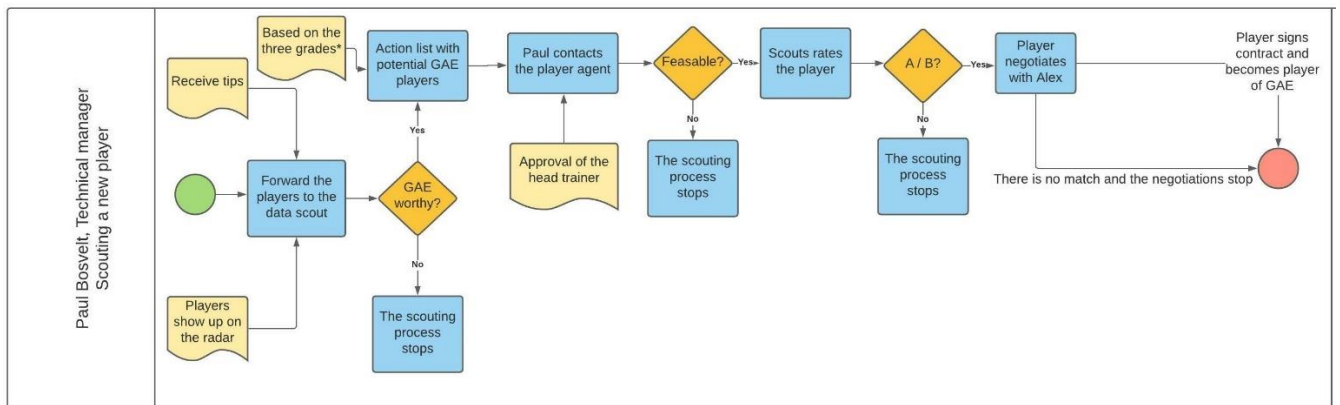 Paul Bosvelt, Technical manager
Scouting a new player
Receive tips
Based on the
three grades*
Players
show up on
the radar
Forward the
players to the
data scout
GAE
worthy?
Yes
No
The scouting
process
stops
Action list with
potential GAE
players
Paul contacts
the player agent
Approval of the
head trainer
Feasable?
Yes
No
The scouting
process
stops
Scouts rates
the player
A / B?
Yes
No
The scouting
process
stops
Player
negotiates
with Alex
Player signs
contract and
becomes player
of GAE
There is no match and the negotiations stop